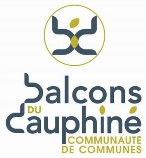 balcons
DU
dauphiné
COMMUNAUTÉ
DE COMMUNES